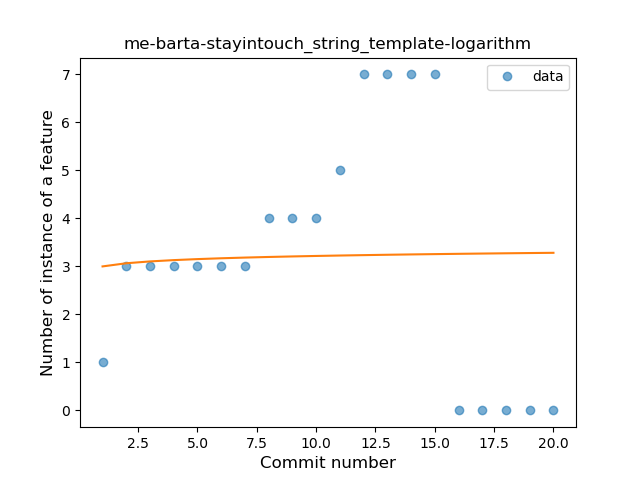 me-barta-stayintouch_string_template-logarithm
data
Number of instance of a feature
7
6
5
4
3
2
1
0
2.5 5.0 7.5 10.0 12.5 15.0 17.5 20.0
Commit number